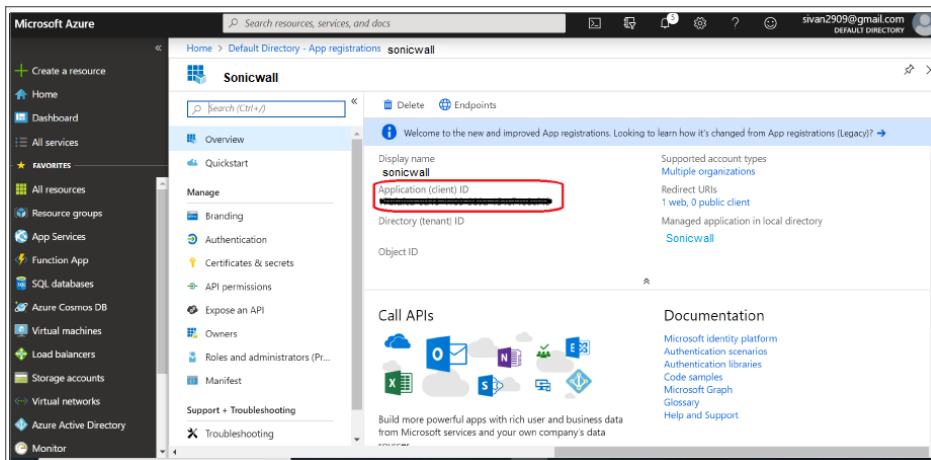 Microsoft Azure
Search resources, services, and docs
5
sivan2909@gmail.com
DEFAULT DIRECTORY
Create a resource
Home
Dashboard
All services
FAVORITES
All resources
Resource groups
App Services
Function App
SQL databases
Azure Cosmos DB
Virtual machines
Load balancers
Storage accounts
Virtual networks
Azure Active Directory
Monitor
Home > Default Directory - App registrations sonicwall
Sonicwall
Search (Ctrl+/)
Overview
Quickstart
Manage
Branding
Authentication
Certificates & secrets
API permissions
Expose an API
Owners
Roles and administrators (Pr...
Manifest
Support + Troubleshooting
Troubleshooting
Delete
Endpoints
Welcome to the new and improved App registrations. Looking to learn how it's changed from App registrations (Legacy)?
Display name
sonicwall
Application (client) ID
Directory (tenant) ID
Object ID
Supported account types
Multiple organizations
Redirect URIs
1 web, 0 public client
Managed application in local directory
Sonicwall
Call APIs
Build more powerful apps with rich user and business data
from Microsoft services and your own company's data
Documentation
Microsoft identity platform
Authentication scenarios
Authentication libraries
Code samples
Microsoft Graph
Glossary
Help and Support